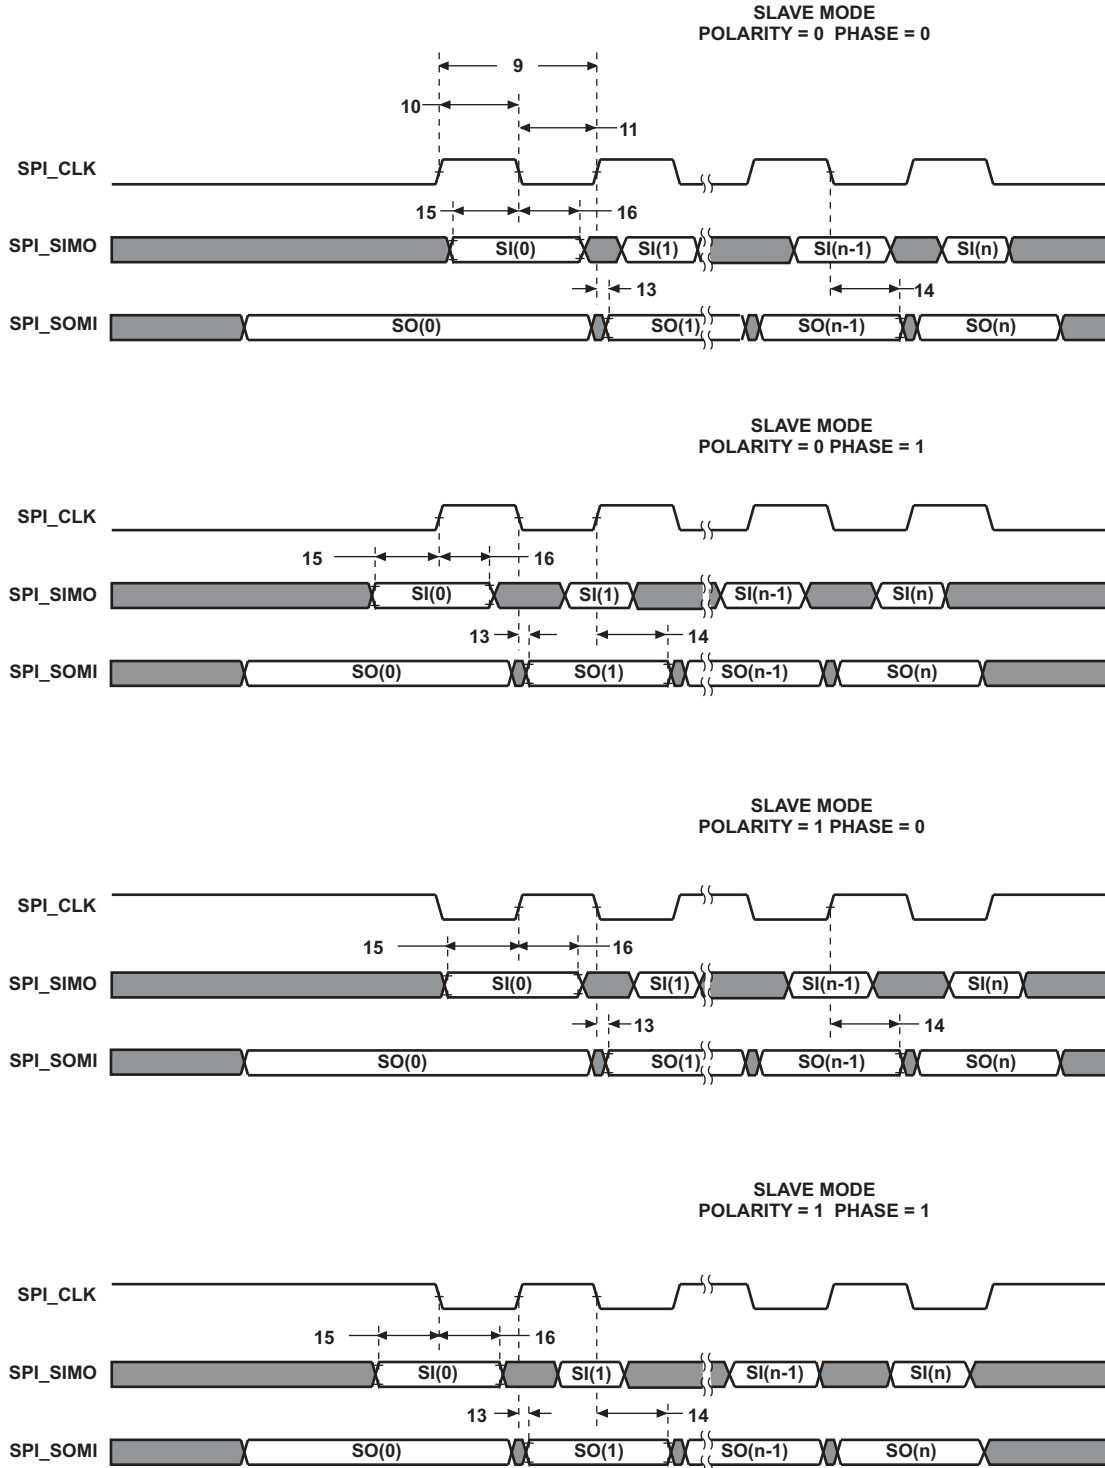 SLAVE MODE
POLARITY = 0 PHASE = 0
9
10
11
SPI_CLK
15
16
SPI_SIMO
SI(0)
SI(1)
SI(n-1)
SI(n)
13
14
SPI_SOMI
SO(0)
SO(1)
SO(n-1)
SO(n)
SLAVE MODE
POLARITY = 0 PHASE = 1
SPI_CLK
15
16
SPI_SIMO
SI(0)
SI(1)
SI(n-1)
SI(n)
13
14
SPI_SOMI
SO(0)
SO(1)
SO(n-1)
SO(n)
SLAVE MODE
POLARITY = 1 PHASE = 0
SPI_CLK
15
16
SPI_SIMO
SI(0)
SI(1)
SI(n-1)
SI(n)
13
14
SPI_SOMI
SO(0)
SO(1)
SO(n-1)
SO(n)
SLAVE MODE
POLARITY = 1 PHASE = 1
SPI_CLK
15
16
SPI_SIMO
SI(0)
SI(1)
SI(n-1)
SI(n)
13
14
SPI_SOMI
SO(0)
SO(1)
SO(n-1)
SO(n)